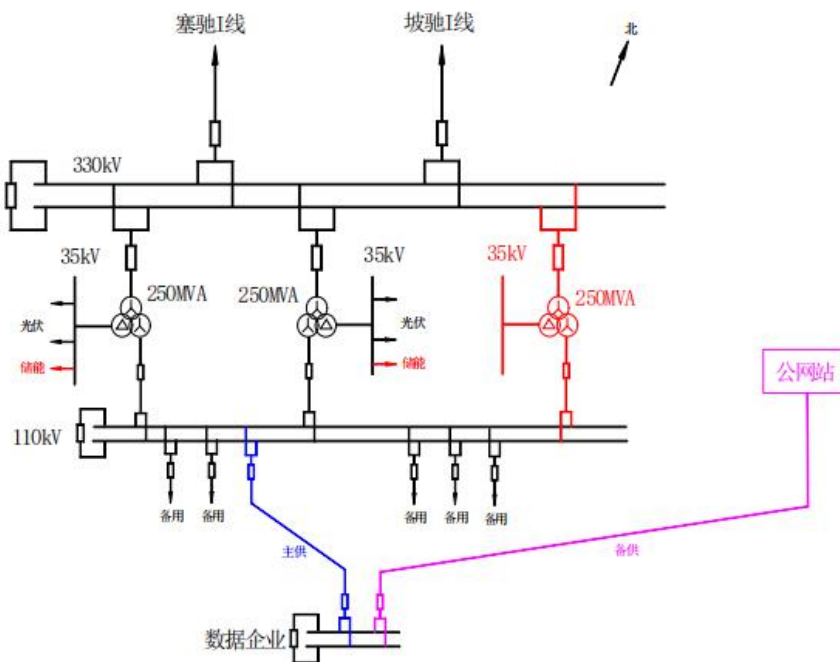 塞驰I线
坡驰I线
北
330kV
35kV
250MVA
250MVA
35kV
35kV
250MVA
光伏
储能
光伏
储能
公网站
110kV
备用
备用
备用
备用
备用
主供
备供
数据企业